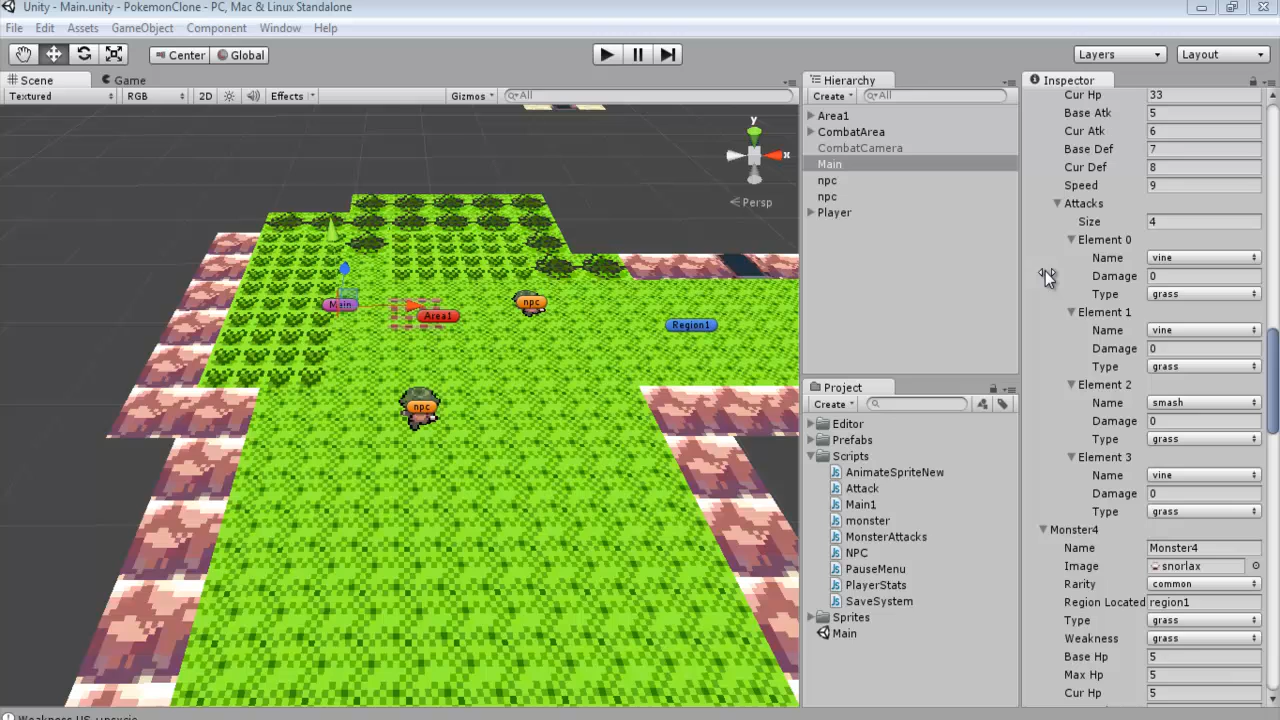 Unity - Main.unity - PokemonClone - PC, Mac & Linux Standalone
File Edit Assets GameObject Component Window Help
Center Global Layers Layout
Scene Game
Textured RGB 2D Effects Gizmos All
y
x
Persp
Main
Area1
npc
Region1
npc
Hierarchy
Create All
Area1
CombatArea
CombatCamera
Main
npc
npc
Player
Project
Create
Editor
Prefabs
Scripts
AnimateSpriteNew
Attack
Main1
monster
MonsterAttacks
NPC
PauseMenu
PlayerStats
SaveSystem
Sprites
Main
Inspector
Cur Hp 33
Base Atk 5
Cur Atk 6
Base Def 7
Cur Def 8
Speed 9
Attacks
Size 4
Element 0
Name vine
Damage 0
Type grass
Element 1
Name vine
Damage 0
Type grass
Element 2
Name smash
Damage 0
Type grass
Element 3
Name vine
Damage 0
Type grass
Monster4
Name Monster4
Image snorlax
Rarity common
Region Located region1
Type grass
Weakness grass
Base Hp 5
Max Hp 5
Cur Hp 5